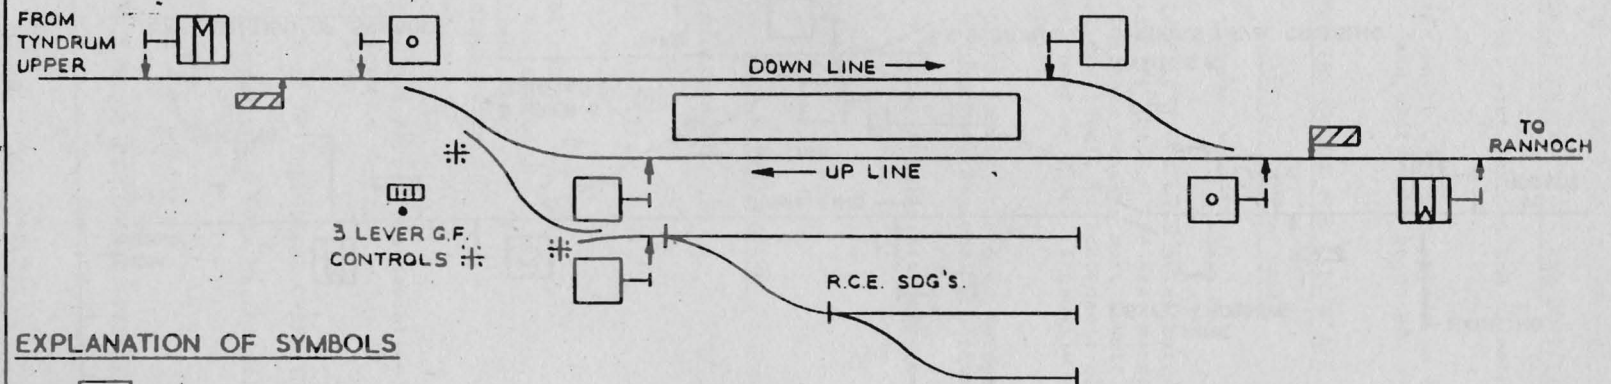 FROM
TYNDRUM
UPPER
DOWN LINE
TO
RANNOCH
UP LINE
3 LEVER G.F.
CONTROLS
R.C.E. SDG'S.
EXPLANATION OF SYMBOLS